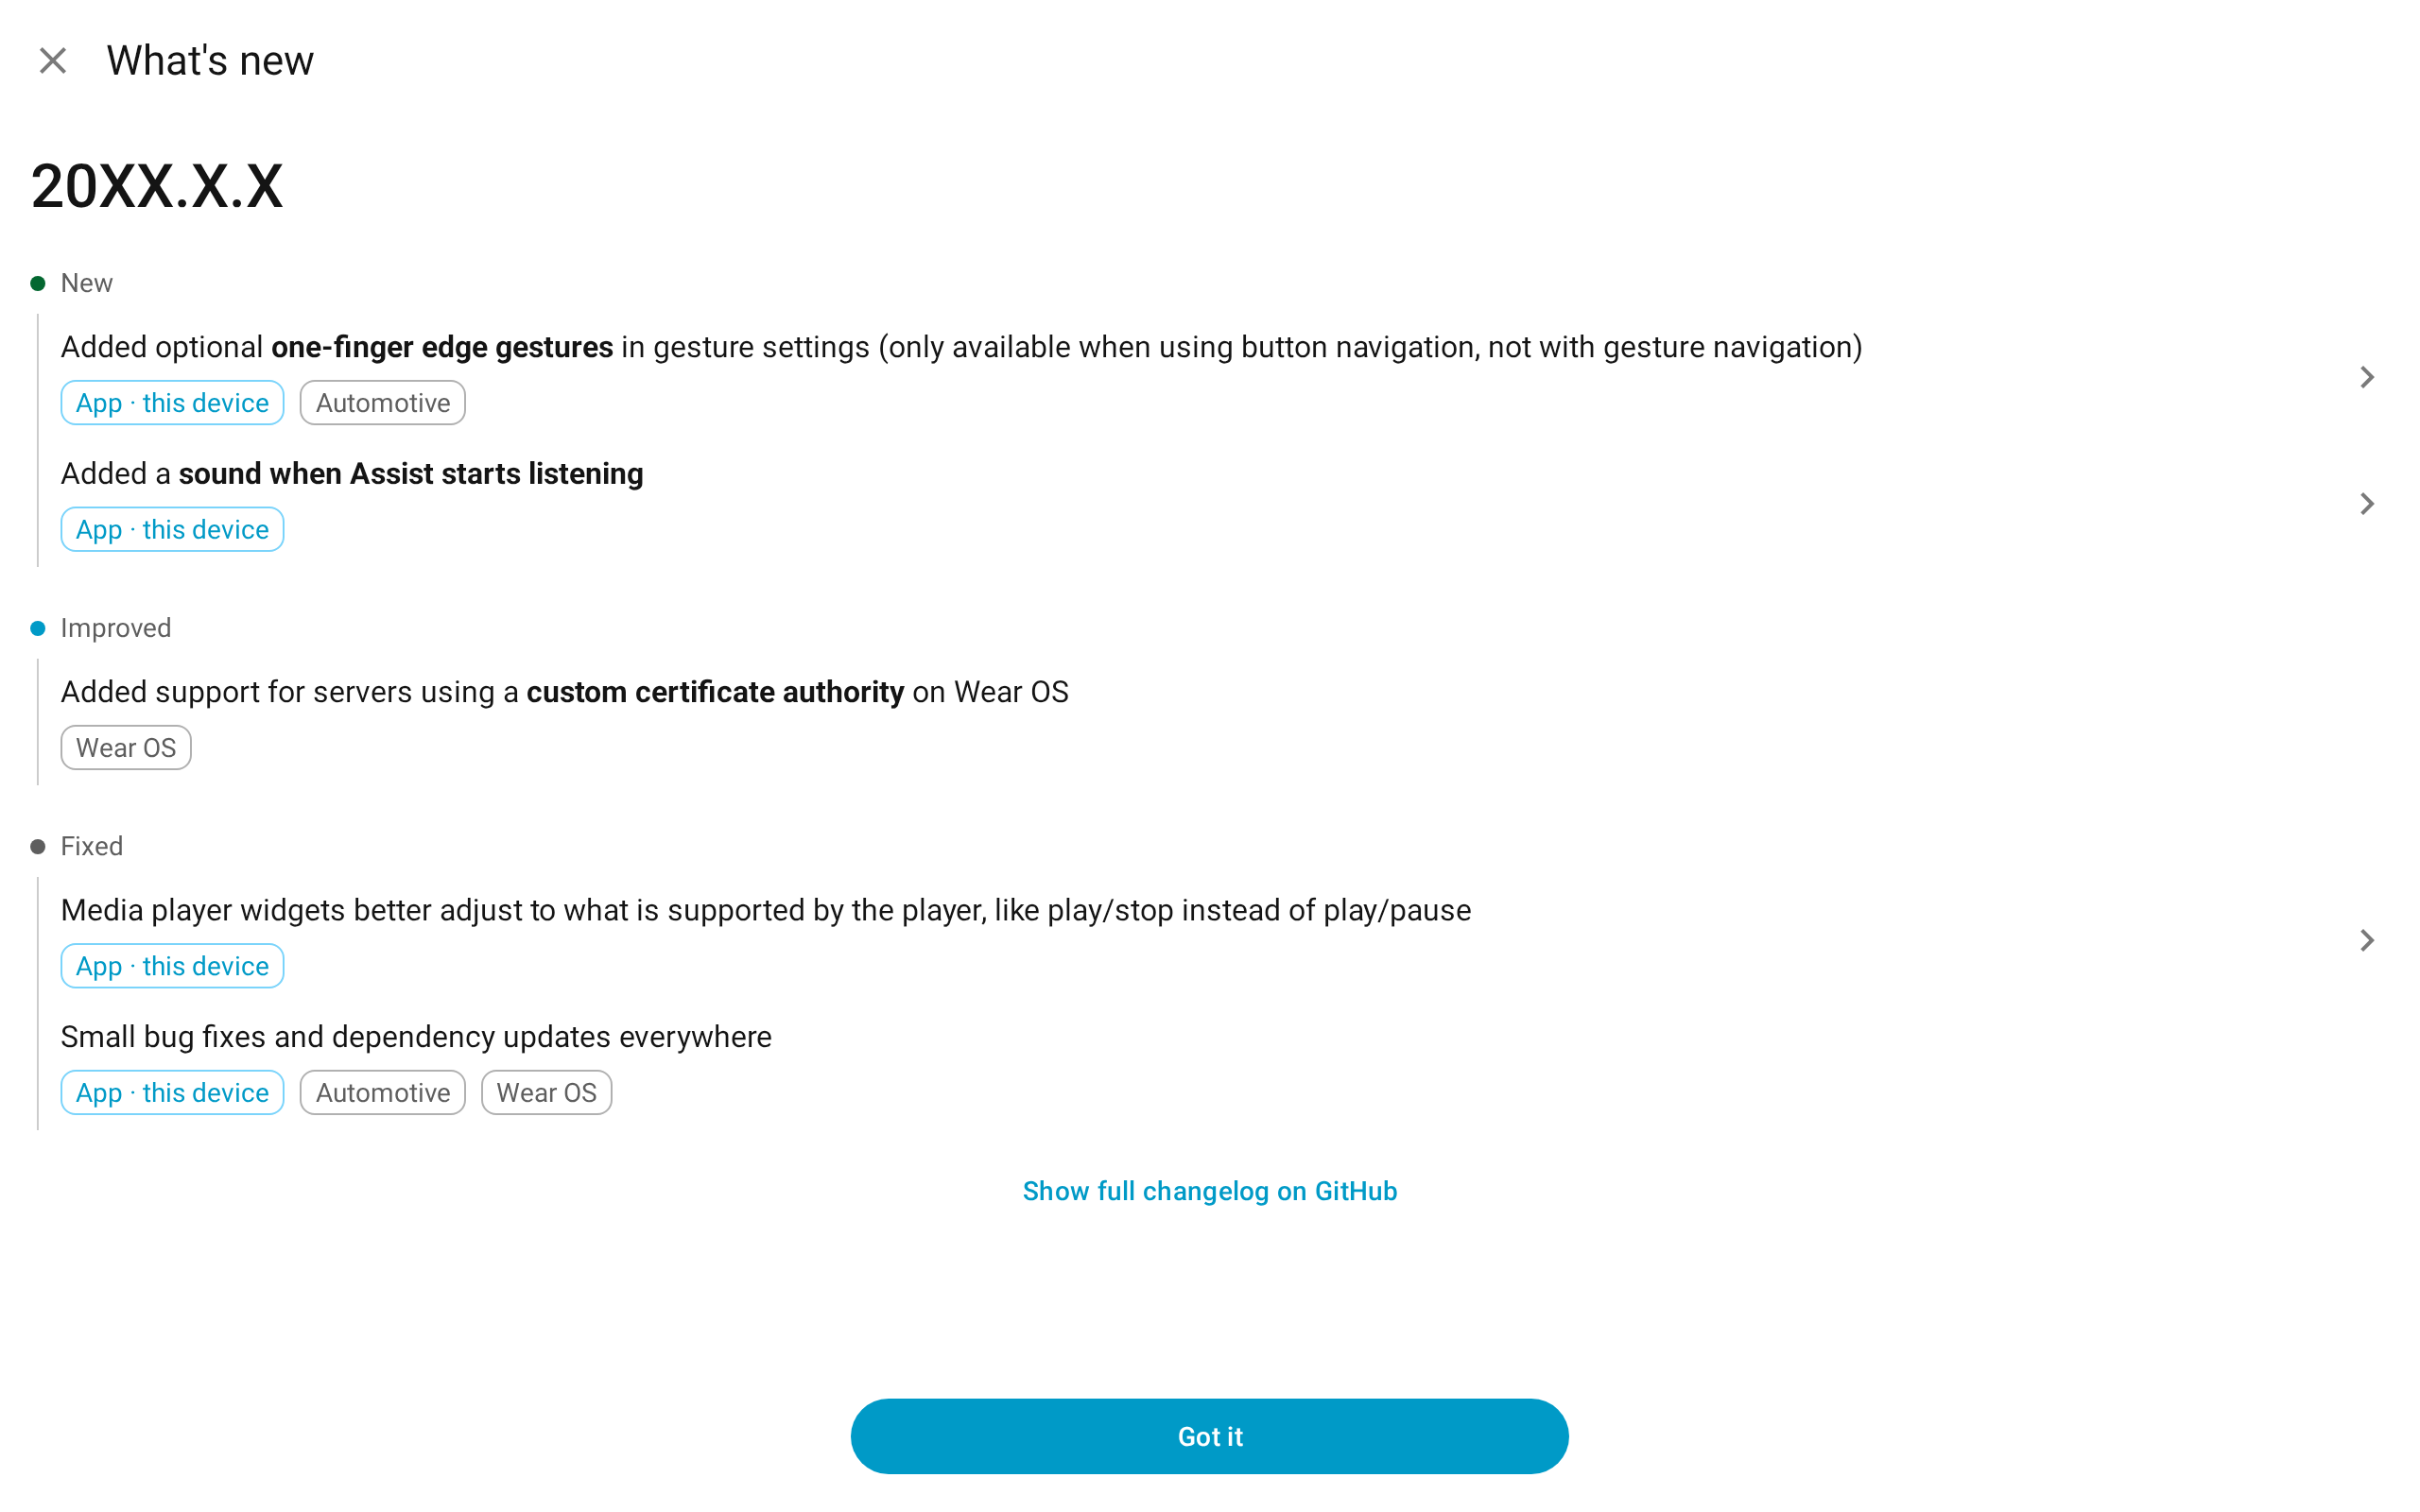 What's new
20XX.X.X
New
Added optional one-finger edge gestures in gesture settings (only available when using button navigation, not with gesture navigation)
App · this device Automotive
Added a sound when Assist starts listening
App · this device
Improved
Added support for servers using a custom certificate authority on Wear OS
Wear OS
Fixed
Media player widgets better adjust to what is supported by the player, like play/stop instead of play/pause
App · this device
Small bug fixes and dependency updates everywhere
App · this device Automotive Wear OS
Show full changelog on GitHub
Got it